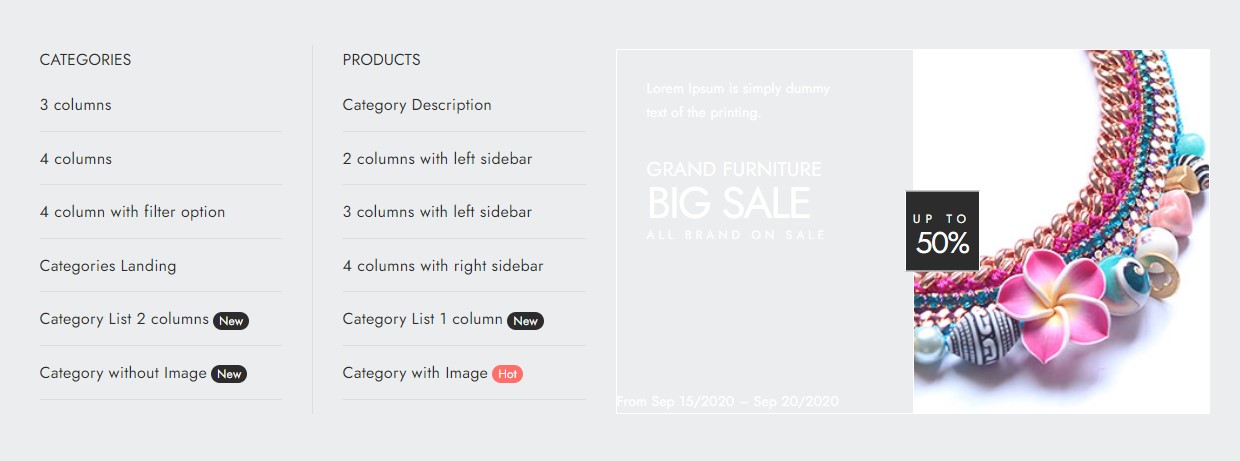 CATEGORIES
3 columns
4 columns
4 column with filter option
Categories Landing
Category List 2 columns New
Category without Image New
PRODUCTS
Category Description
2 columns with left sidebar
3 columns with left sidebar
4 columns with right sidebar
Category List 1 column New
Category with Image Hot
Lorem Ipsum is simply dummy
text of the printing.
GRAND FURNITURE
BIG SALE
ALL BRAND ON SALE
From Sep 15/2020 – Sep 20/2020
UP TO
50%